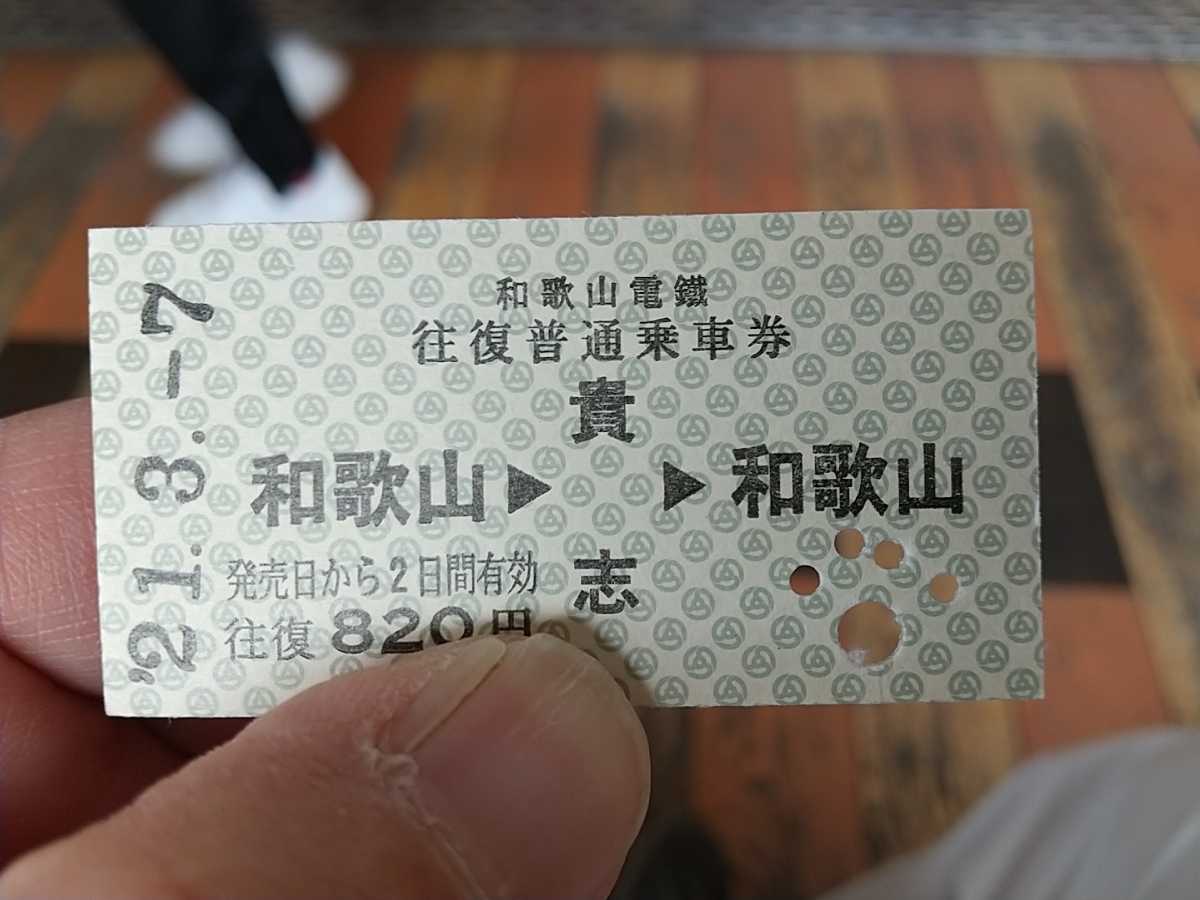 和歌山電鐵
往復普通乗車券
和歌山▶貴志▶和歌山
発売日から2日間有効
往復 820円
'21.3.-7